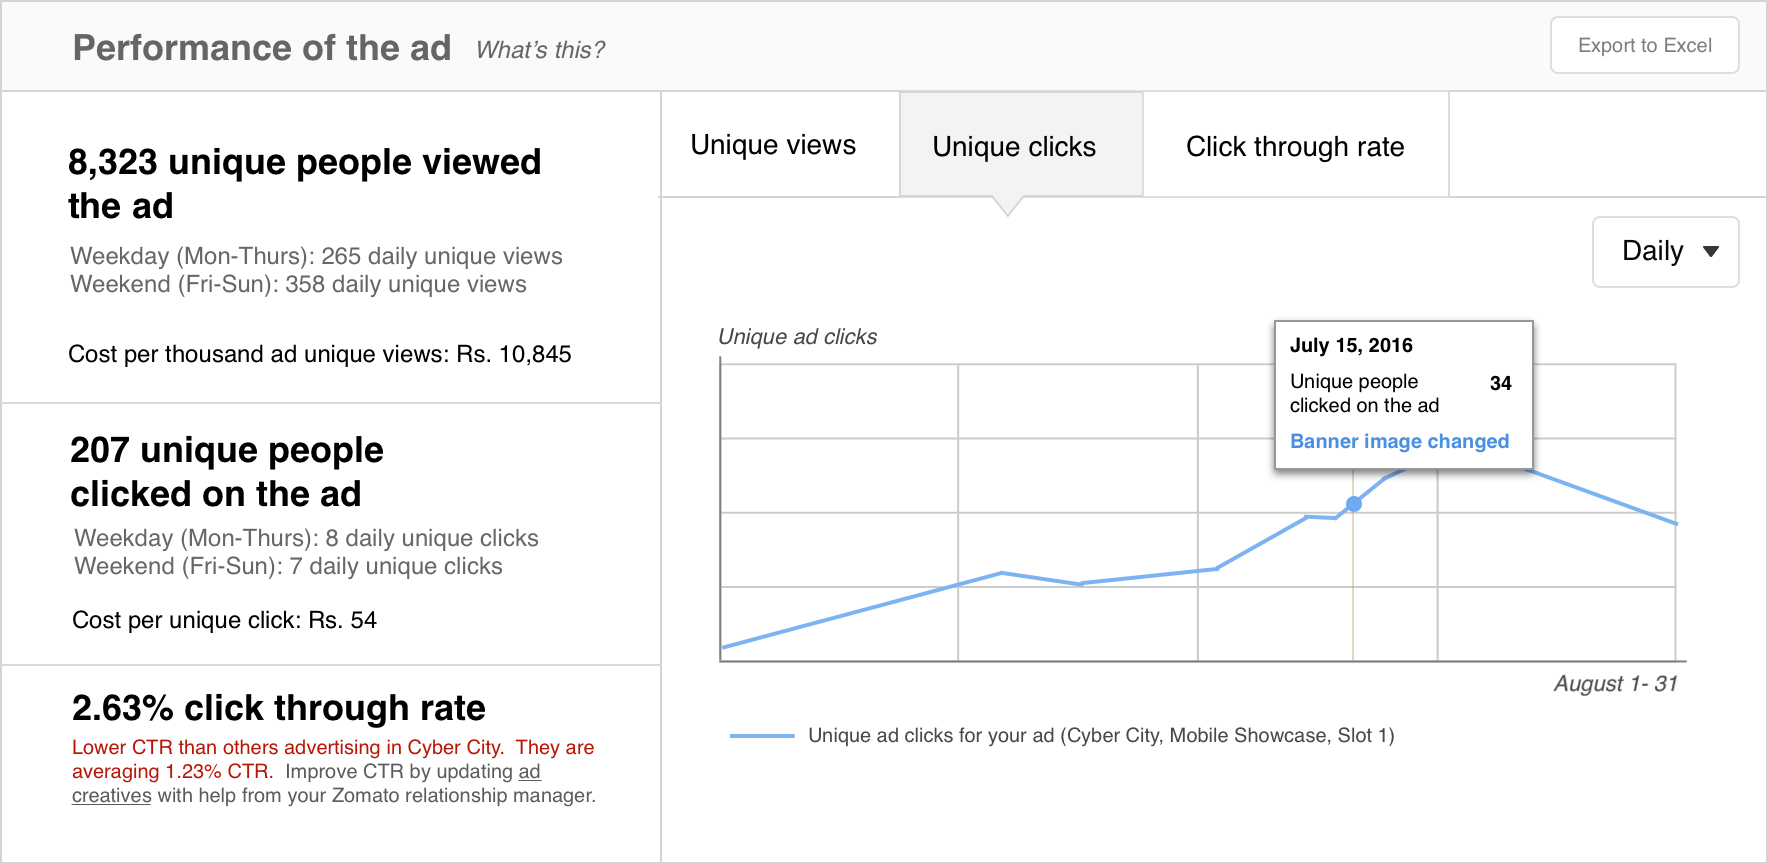 Performance of the ad What's this?
Export to Excel
8,323 unique people viewed
the ad
Weekday (Mon-Thurs): 265 daily unique views
Weekend (Fri-Sun): 358 daily unique views
Cost per thousand ad unique views: Rs. 10,845
207 unique people
clicked on the ad
Weekday (Mon-Thurs): 8 daily unique clicks
Weekend (Fri-Sun): 7 daily unique clicks
Cost per unique click: Rs. 54
2.63% click through rate
Lower CTR than others advertising in Cyber City. They are
averaging 1.23% CTR. Improve CTR by updating ad
creatives with help from your Zomato relationship manager.
Unique views
Unique clicks
Click through rate
Daily
Unique ad clicks
July 15, 2016
Unique people 34
clicked on the ad
Banner image changed
August 1- 31
Unique ad clicks for your ad (Cyber City, Mobile Showcase, Slot 1)